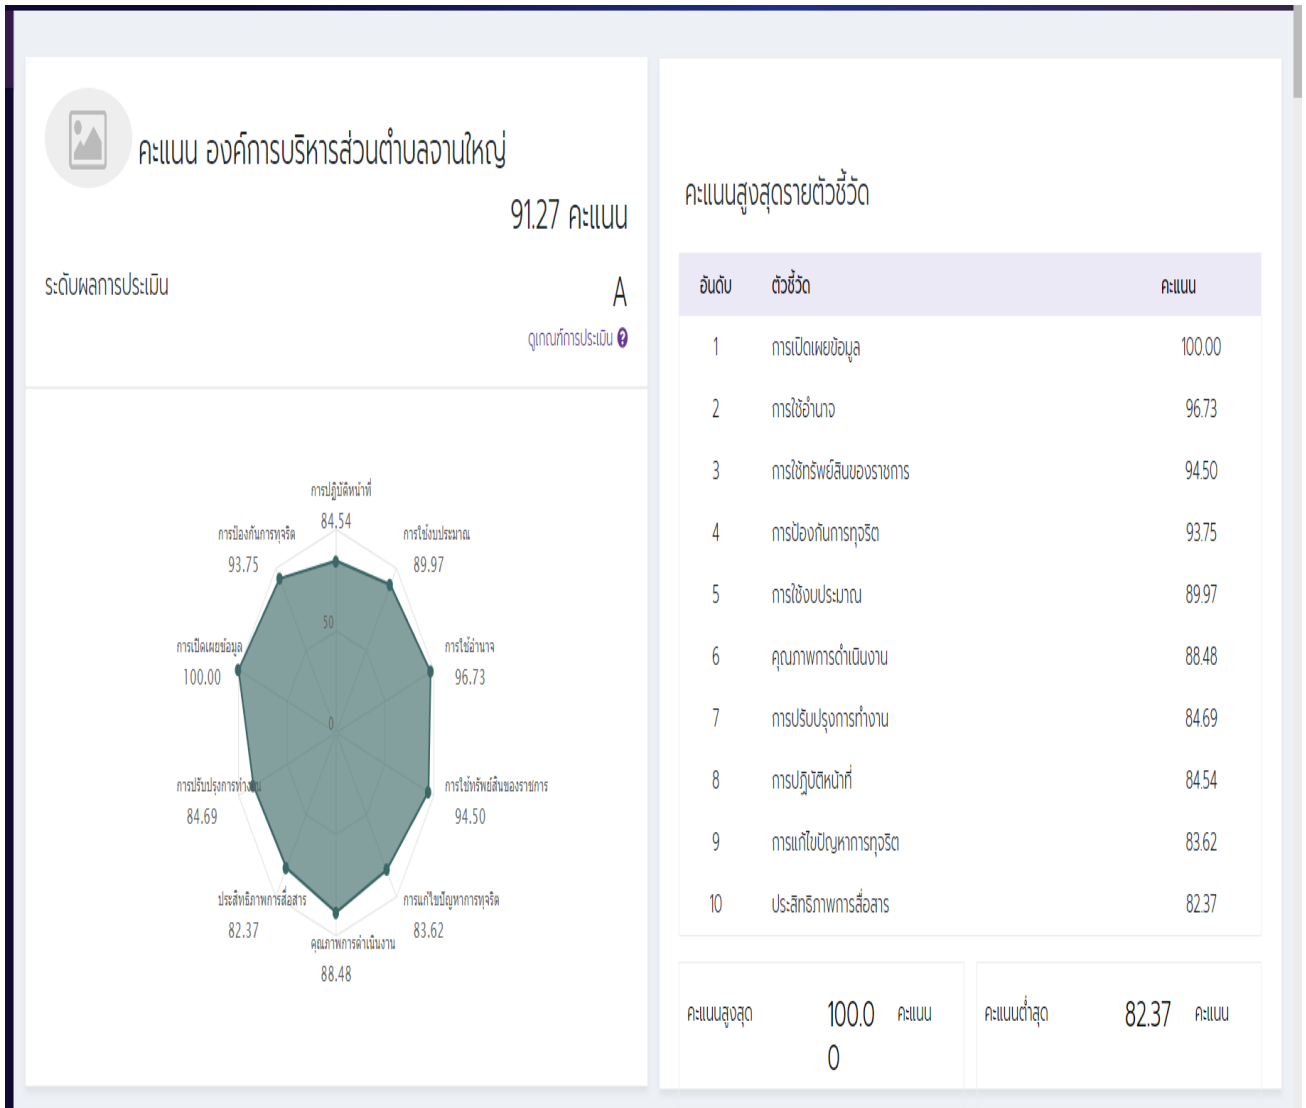 คะแนน องค์การบริหารส่วนตำบลจานใหญ่
91.27 คะแนน
ระดับผลการประเมิน
A
ดูเกณฑ์การประเมิน ?
การปฏิบัติหน้าที่
84.54
การป้องกันการทุจริต
93.75
การใช้งบประมาณ
89.97
50
การเปิดเผยข้อมูล
100.00
การใช้อำนาจ
96.73
0
การปรับปรุงการทำงาน
84.69
การใช้ทรัพย์สินของราชการ
94.50
ประสิทธิภาพการสื่อสาร
82.37
การแก้ไขปัญหาการทุจริต
83.62
คุณภาพการดำเนินงาน
88.48
คะแนนสูงสุดรายตัวชี้วัด
อันดับ ตัวชี้วัด คะแนน
1 การเปิดเผยข้อมูล 100.00
2 การใช้อำนาจ 96.73
3 การใช้ทรัพย์สินของราชการ 94.50
4 การป้องกันการทุจริต 93.75
5 การใช้งบประมาณ 89.97
6 คุณภาพการดำเนินงาน 88.48
7 การปรับปรุงการทำงาน 84.69
8 การปฏิบัติหน้าที่ 84.54
9 การแก้ไขปัญหาการทุจริต 83.62
10 ประสิทธิภาพการสื่อสาร 82.37
คะแนนสูงสุด 100.0 คะแนน
0
คะแนนต่ำสุด 82.37 คะแนน